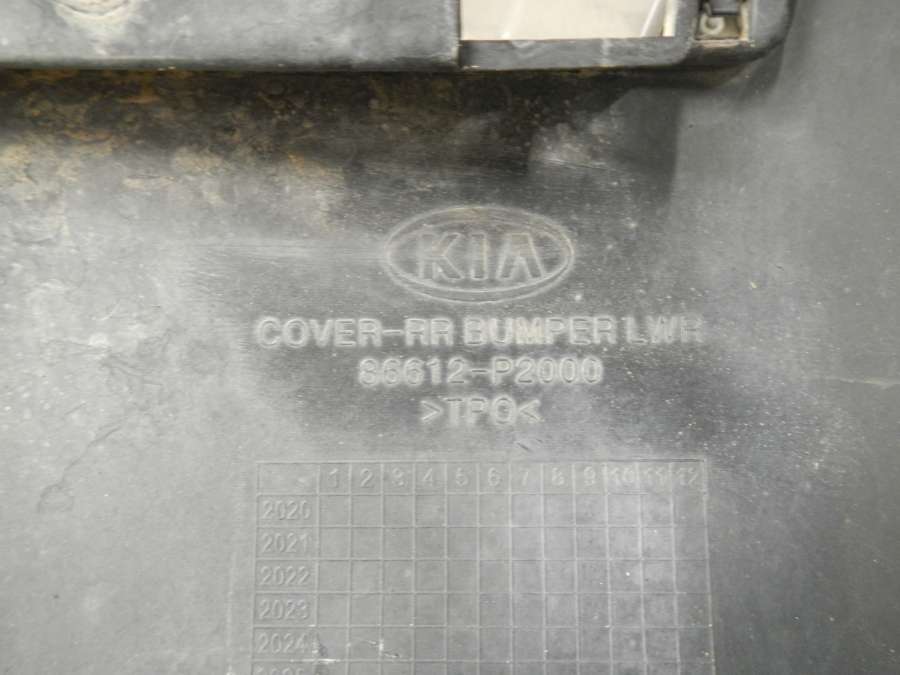 KIA
COVER-RR BUMPER LWR
86612-P2000
>TPO<
1 2 3 4 5 6 7 8 9 10 11 12
2020
2021
2022
2023
2024